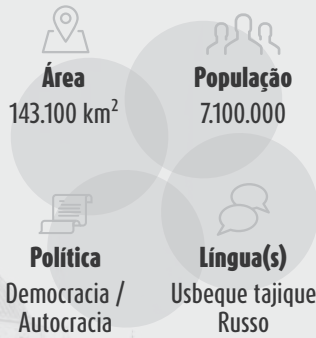 Área
143.100 km²
População
7.100.000
Política
Democracia /
Autocracia
Língua(s)
Usbeque tajique
Russo